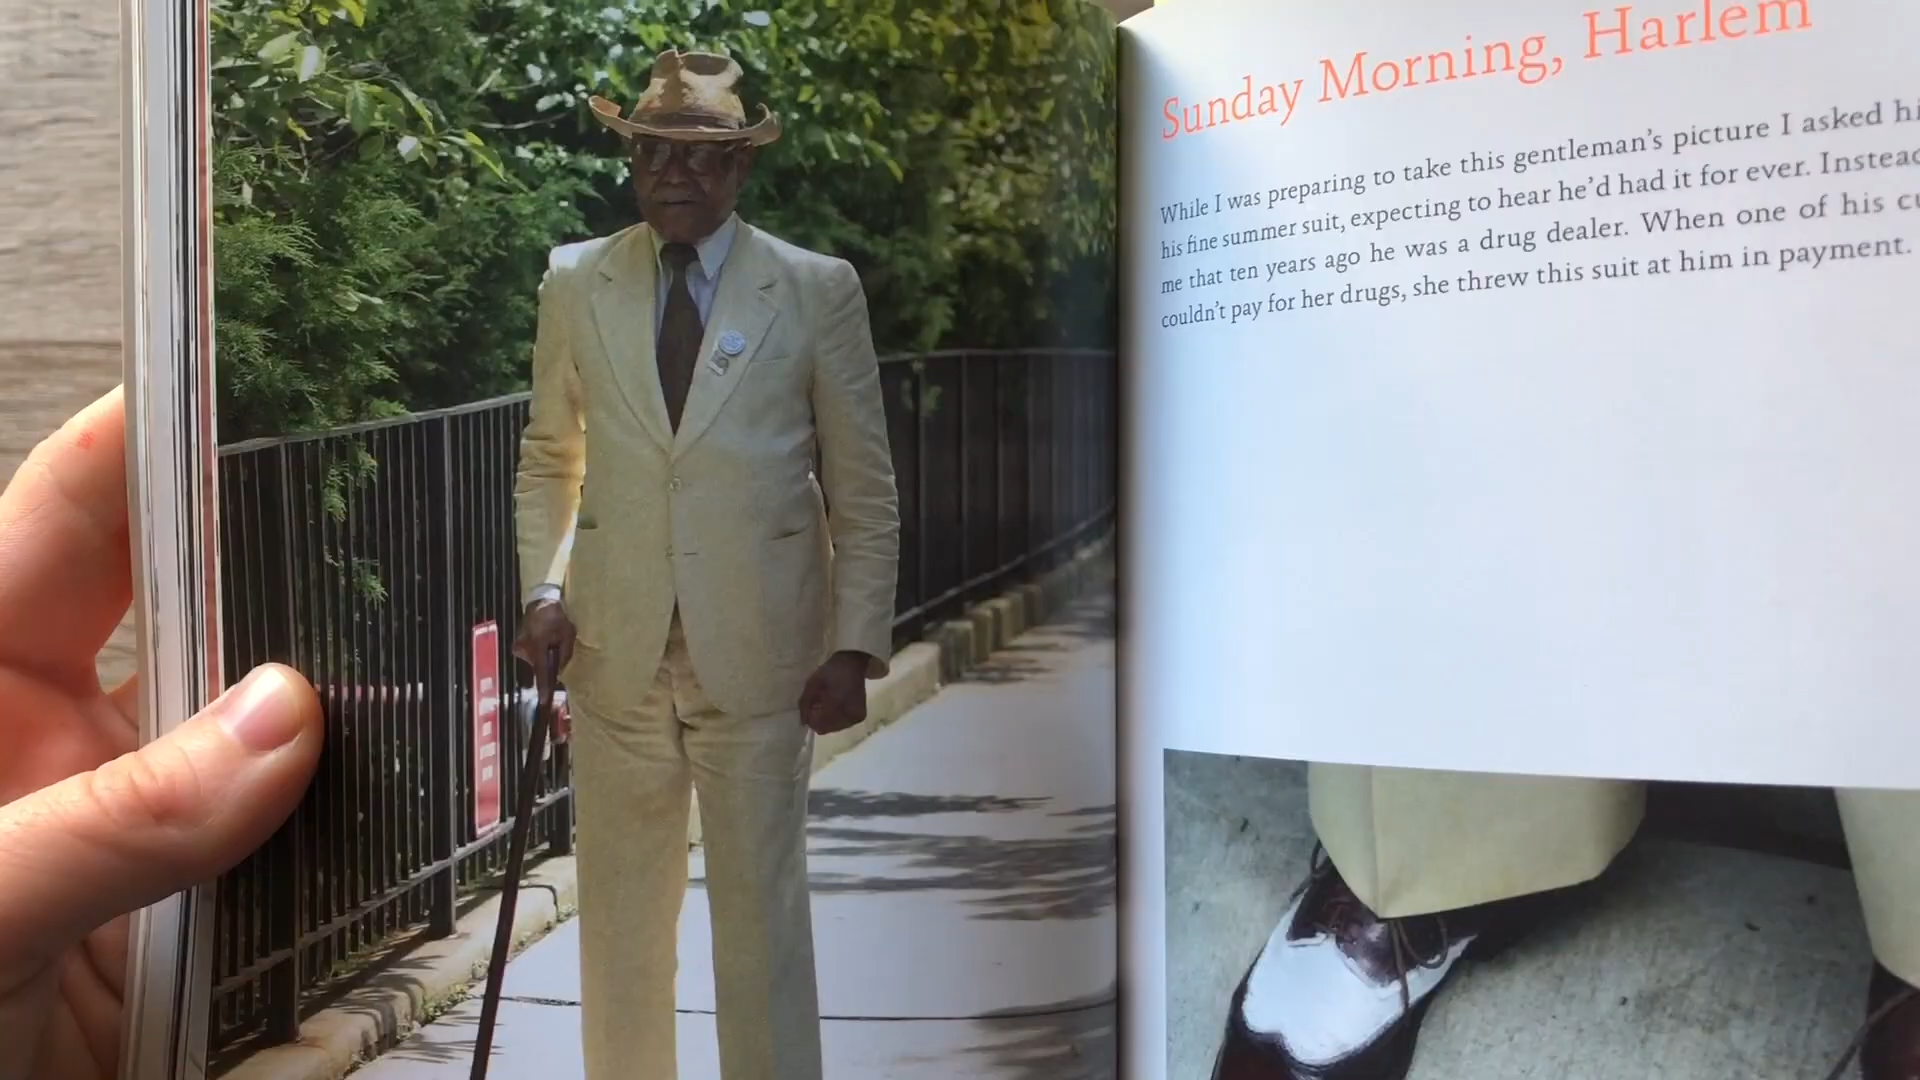 Sunday Morning, Harlem
While I was preparing to take this gentleman's picture I asked
his fine summer suit, expecting to hear he'd had it for ever.
me that ten years ago he was a drug dealer. When one of his
couldn't pay for her drugs, she threw this suit at him in payment.